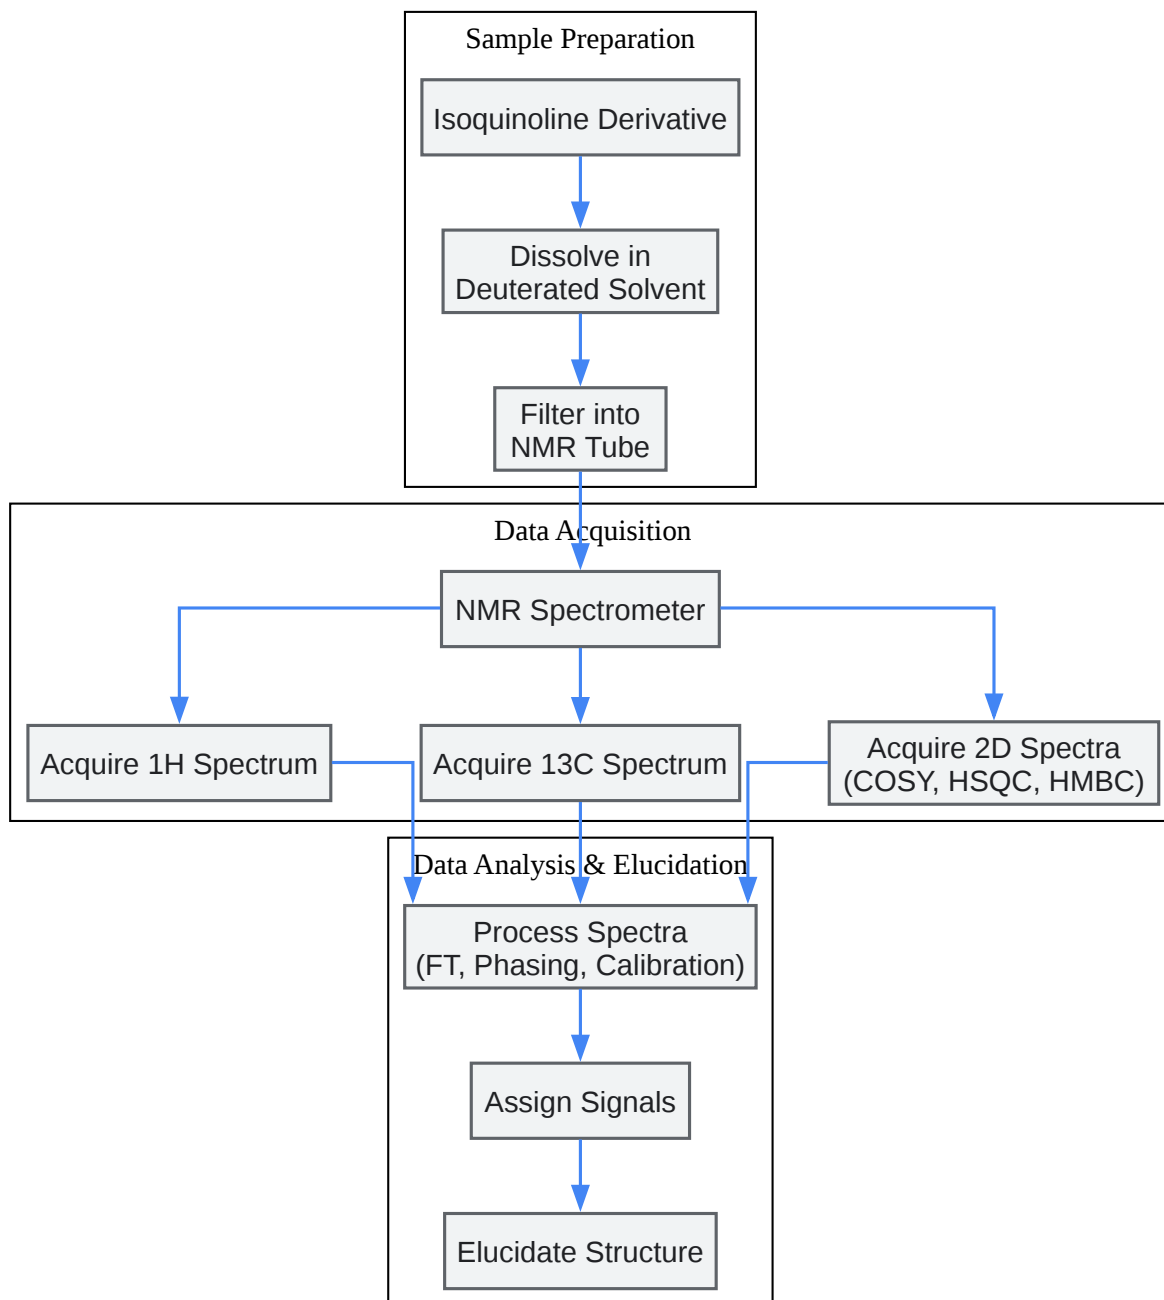 Sample Preparation
Isoquinoline Derivative
Dissolve in
Deuterated Solvent
Filter into
NMR Tube
Data Acquisition
NMR Spectrometer
Acquire 1H Spectrum
Acquire 13C Spectrum
Acquire 2D Spectra
(COSY, HSQC, HMBC)
Data Analysis & Elucidation
Process Spectra
(FT, Phasing, Calibration)
Assign Signals
Elucidate Structure